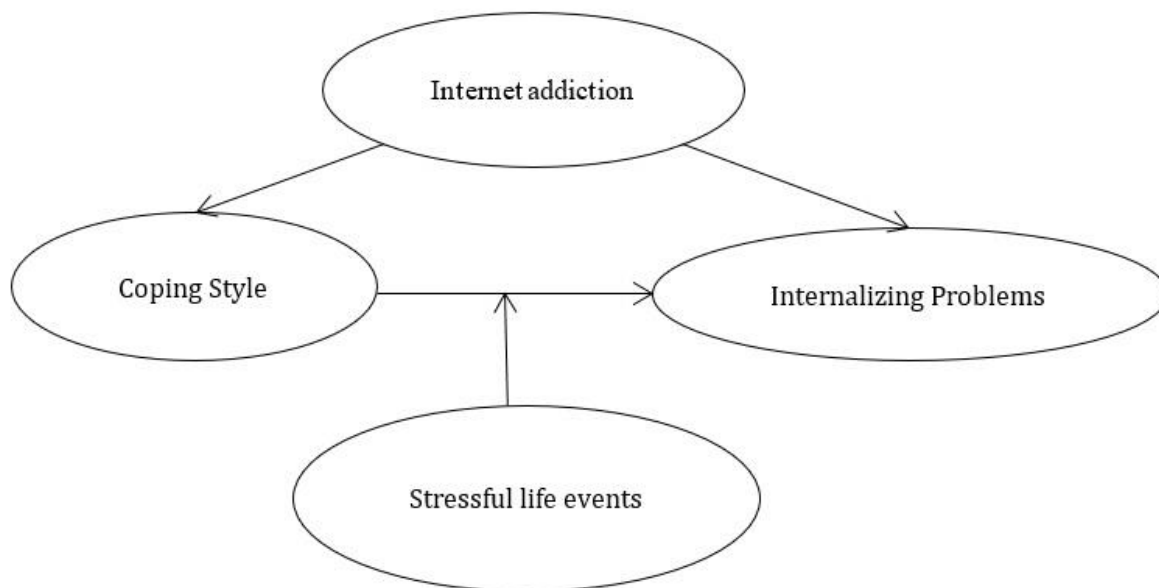 Internet addiction
Coping Style
Internalizing Problems
Stressful life events